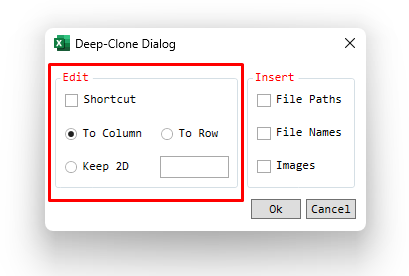 Deep-Clone Dialog
Edit
Shortcut
To Column To Row
Keep 2D
Insert
File Paths
File Names
Images
Ok Cancel